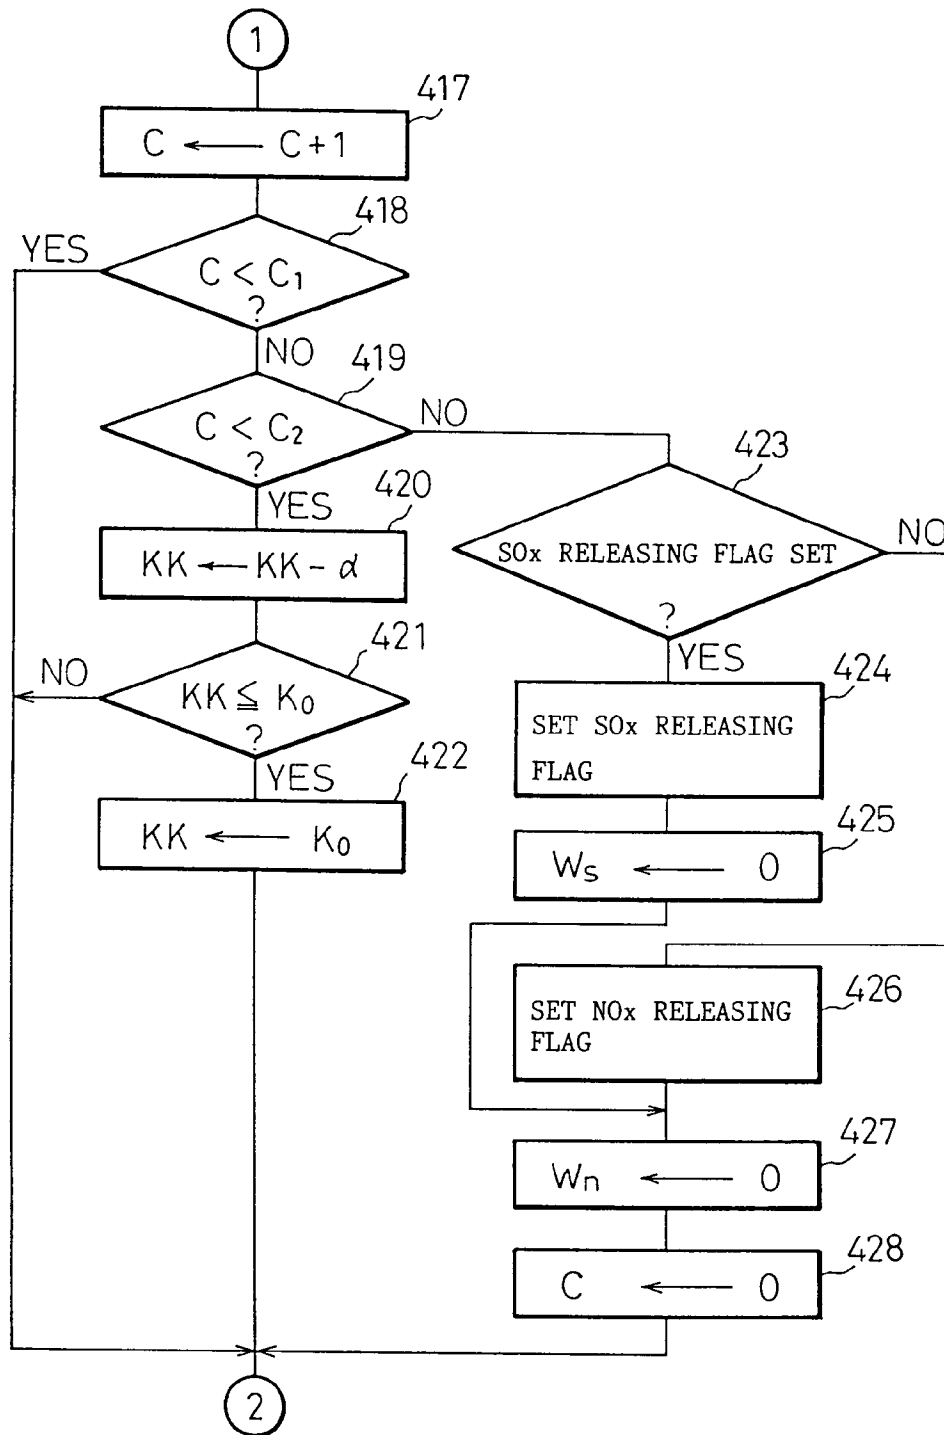 1
417
C ← C+1
418
YES
C < C₁
?
NO
419
C < C₂
NO
?
423
YES
420
KK ← KK - α
SOx RELEASING FLAG SET
NO
?
421
YES
NO
KK ≦ K₀
?
424
SET SOx RELEASING
FLAG
YES
422
KK ← K₀
425
Wₛ ← 0
426
SET NOx RELEASING
FLAG
427
Wₙ ← 0
428
C ← 0
2